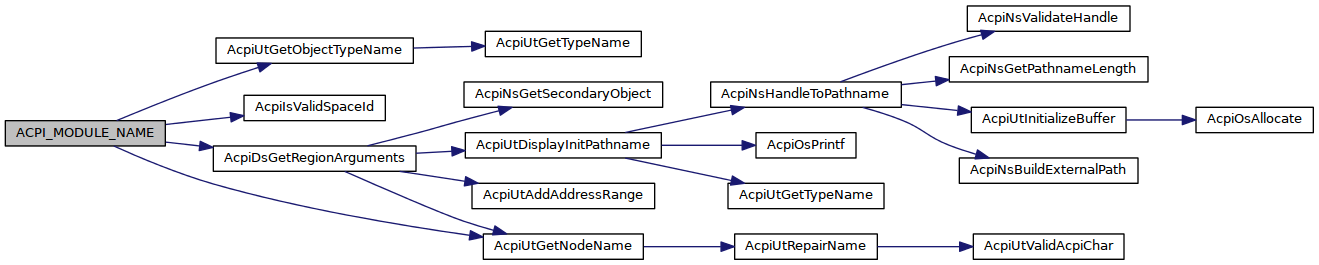 AcpiNsValidateHandle
AcpiUtGetObjectTypeName
AcpiUtGetTypeName
AcpiNsGetPathnameLength
AcpiNsGetSecondaryObject
AcpiNsHandleToPathname
AcpiIsValidSpaceId
AcpiUtInitializeBuffer
AcpiOsAllocate
ACPI_MODULE_NAME
AcpiUtDisplayInitPathname
AcpiOsPrintf
AcpiDsGetRegionArguments
AcpiNsBuildExternalPath
AcpiUtAddAddressRange
AcpiUtGetTypeName
AcpiUtGetNodeName
AcpiUtRepairName
AcpiUtValidAcpiChar